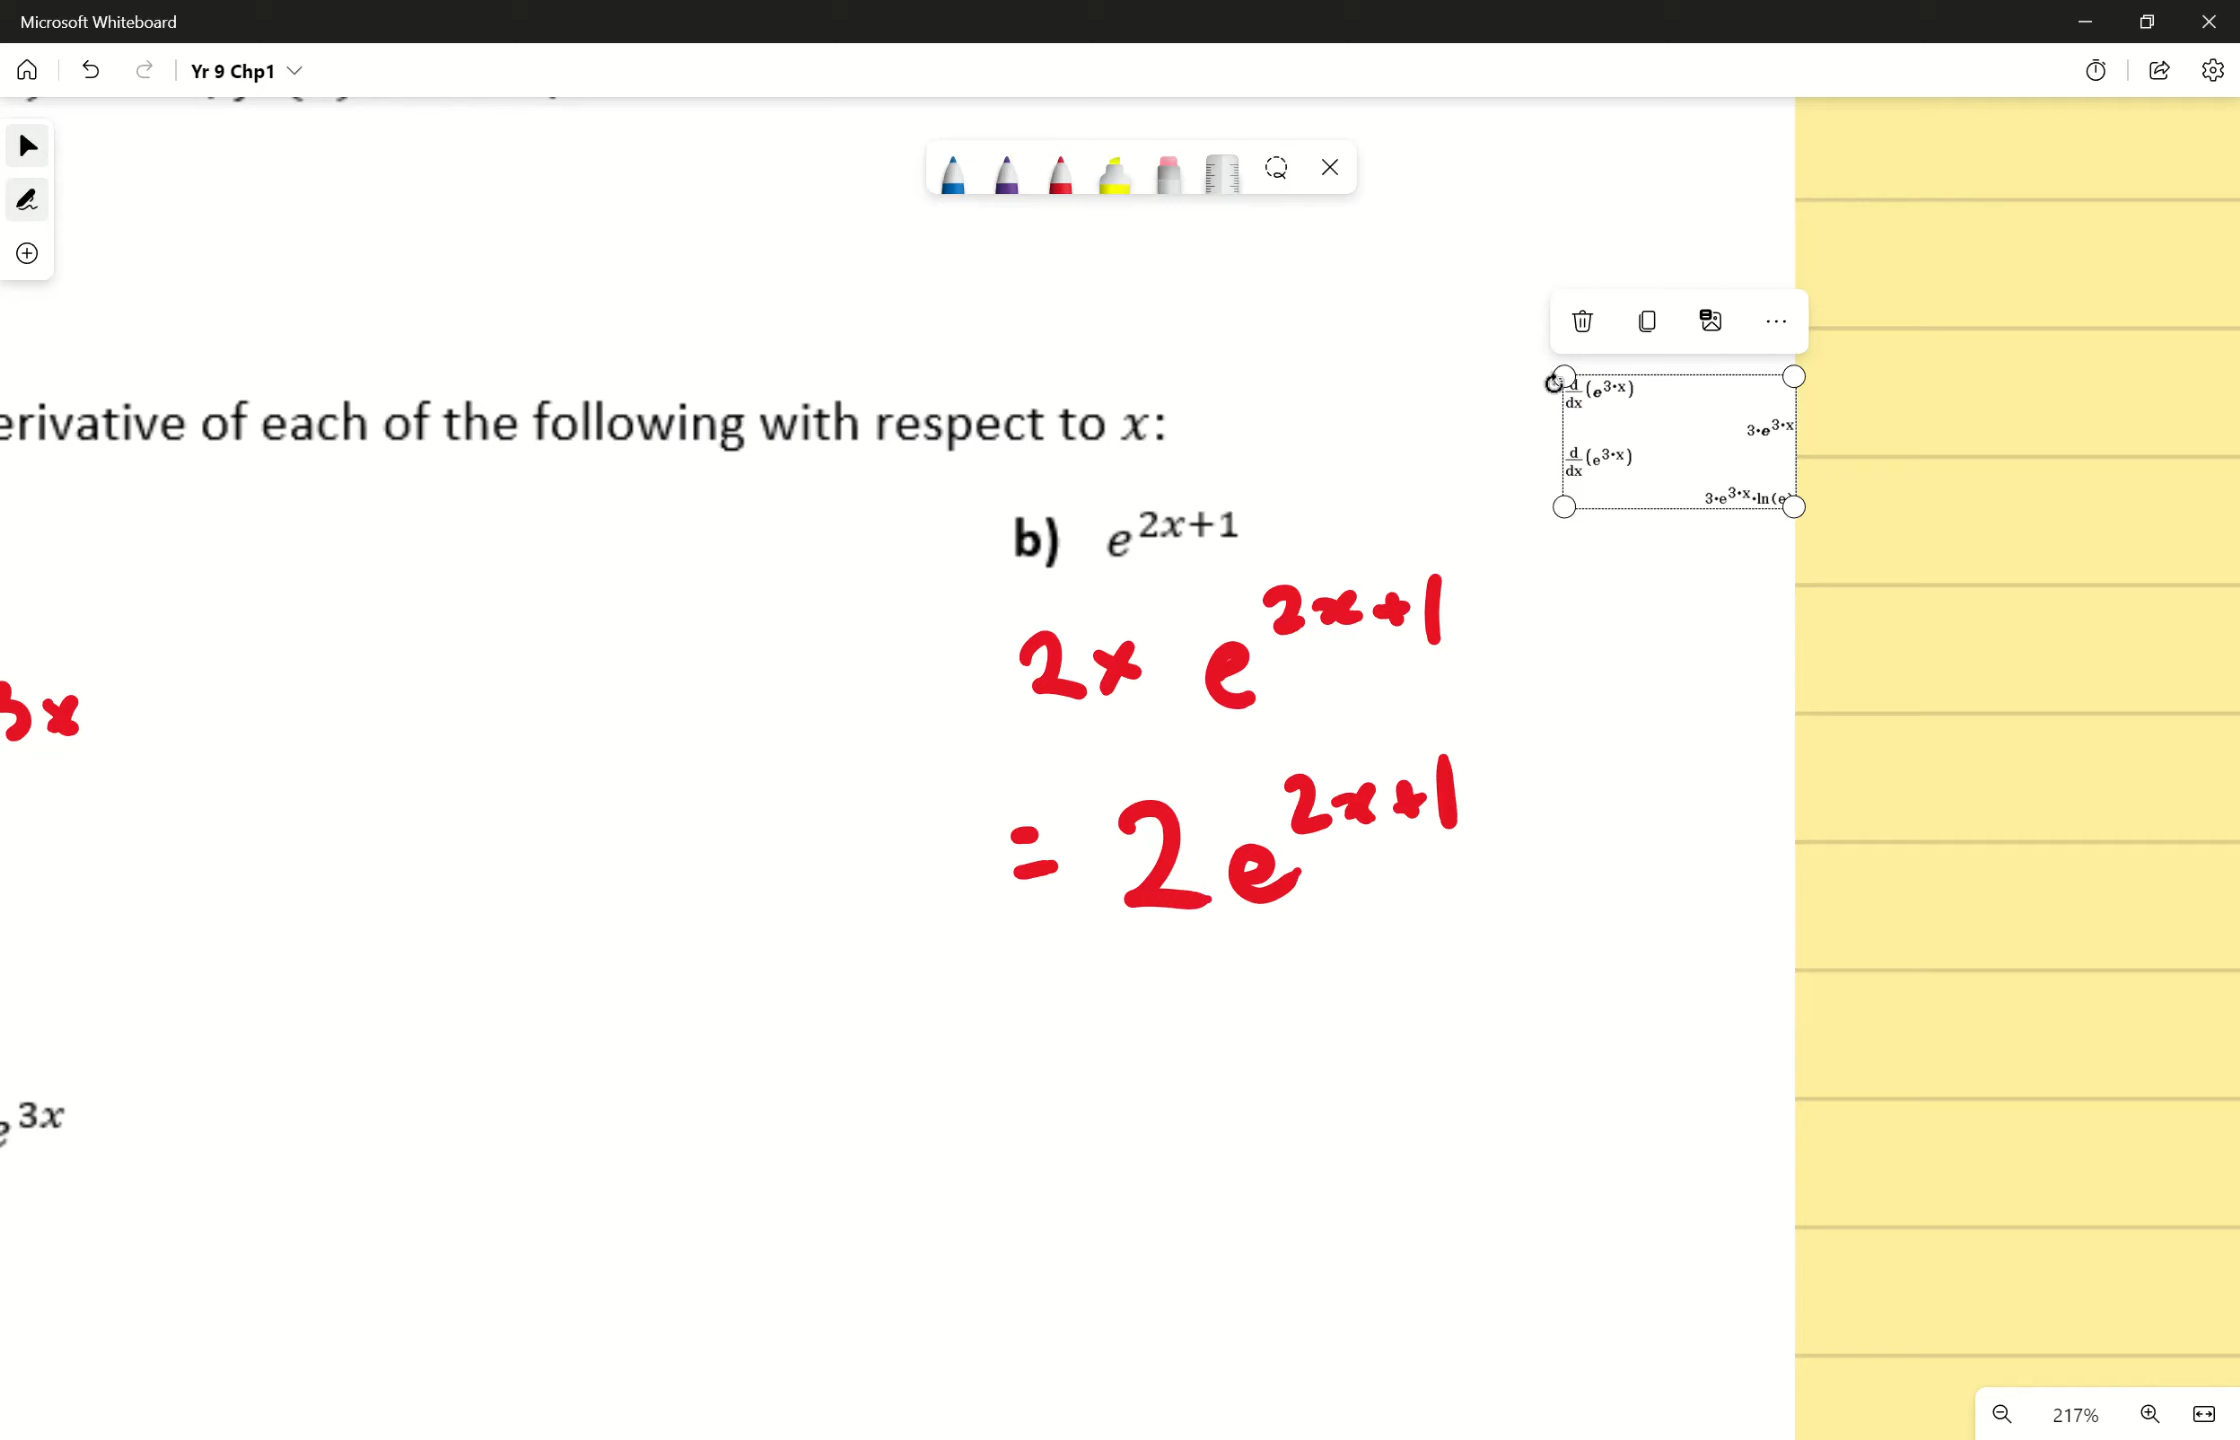 Microsoft Whiteboard
Yr 9 Chp1
erivative of each of the following with respect to x:
d/dx (e^3·x)
3·e^3·x
d/dx (e^3·x)
3·e^3·x·ln(e)
b) e^2x+1
2x e^2x+1
3x
= 2e^2x+1
e^3x
217%